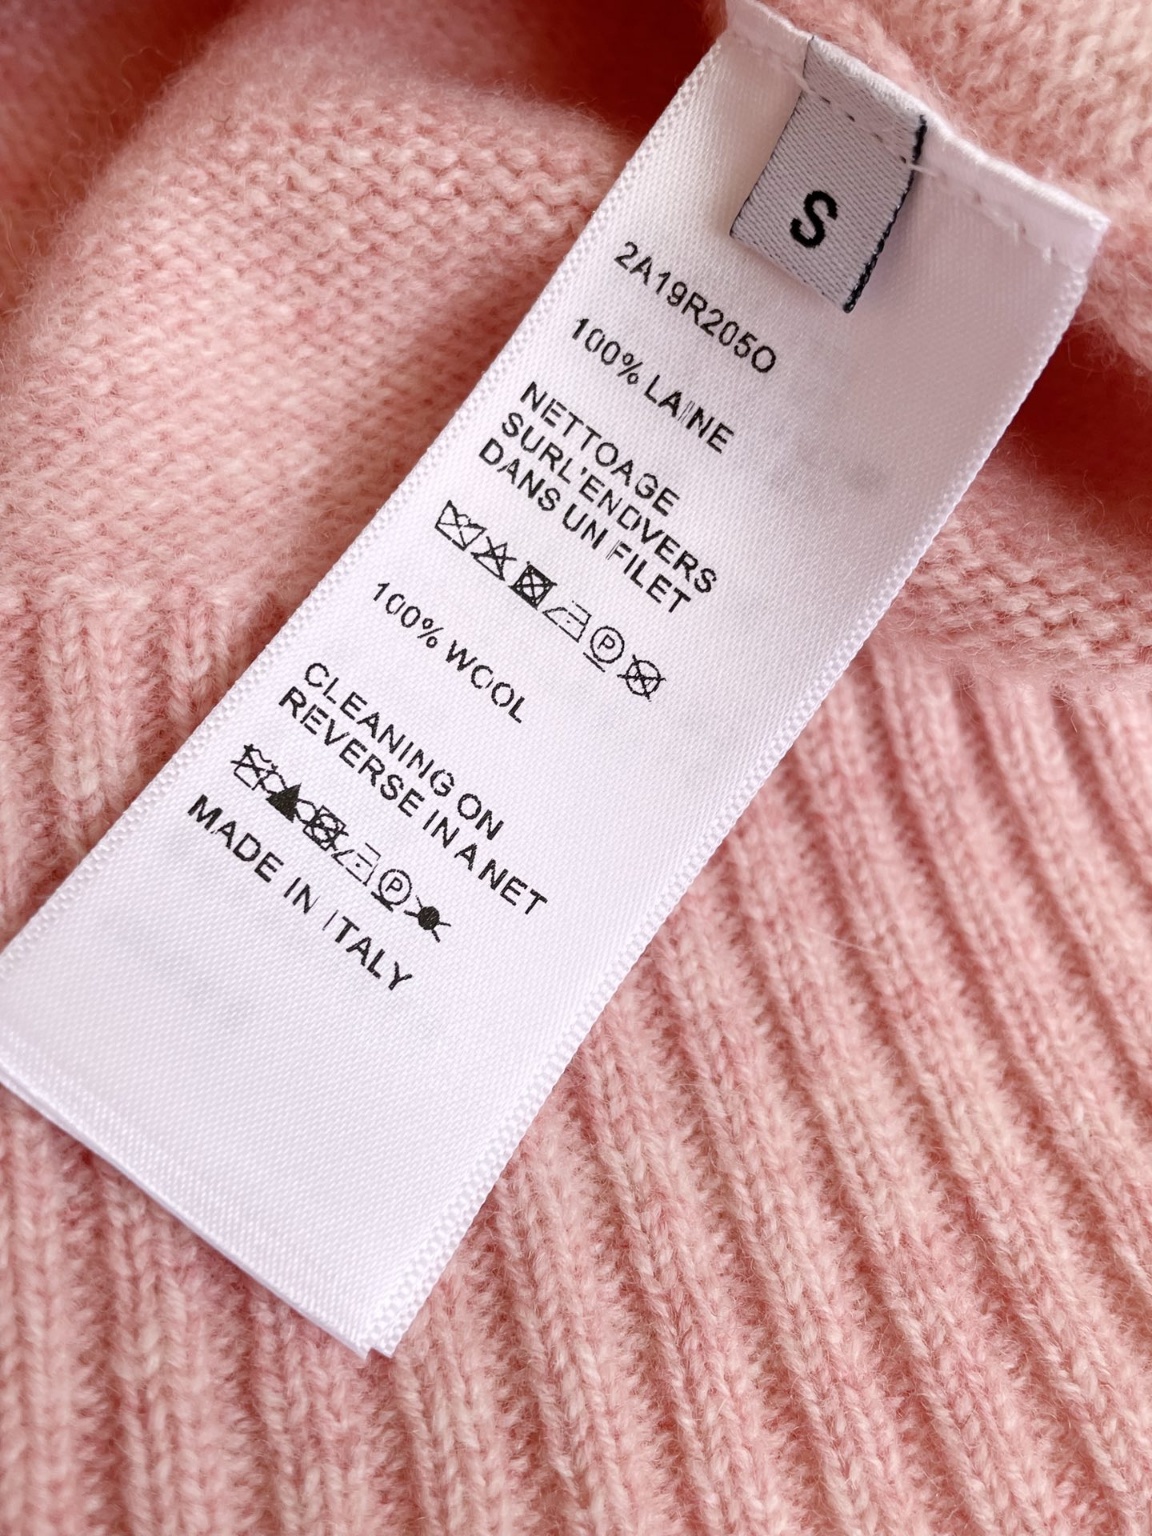 S
2A19R205O
100% LAINE
NETTOAGE
SURL'ENDVERS
DANS UN FILET
P
100% WOOL
CLEANING ON
REVERSE IN A NET
P
MADE IN ITALY